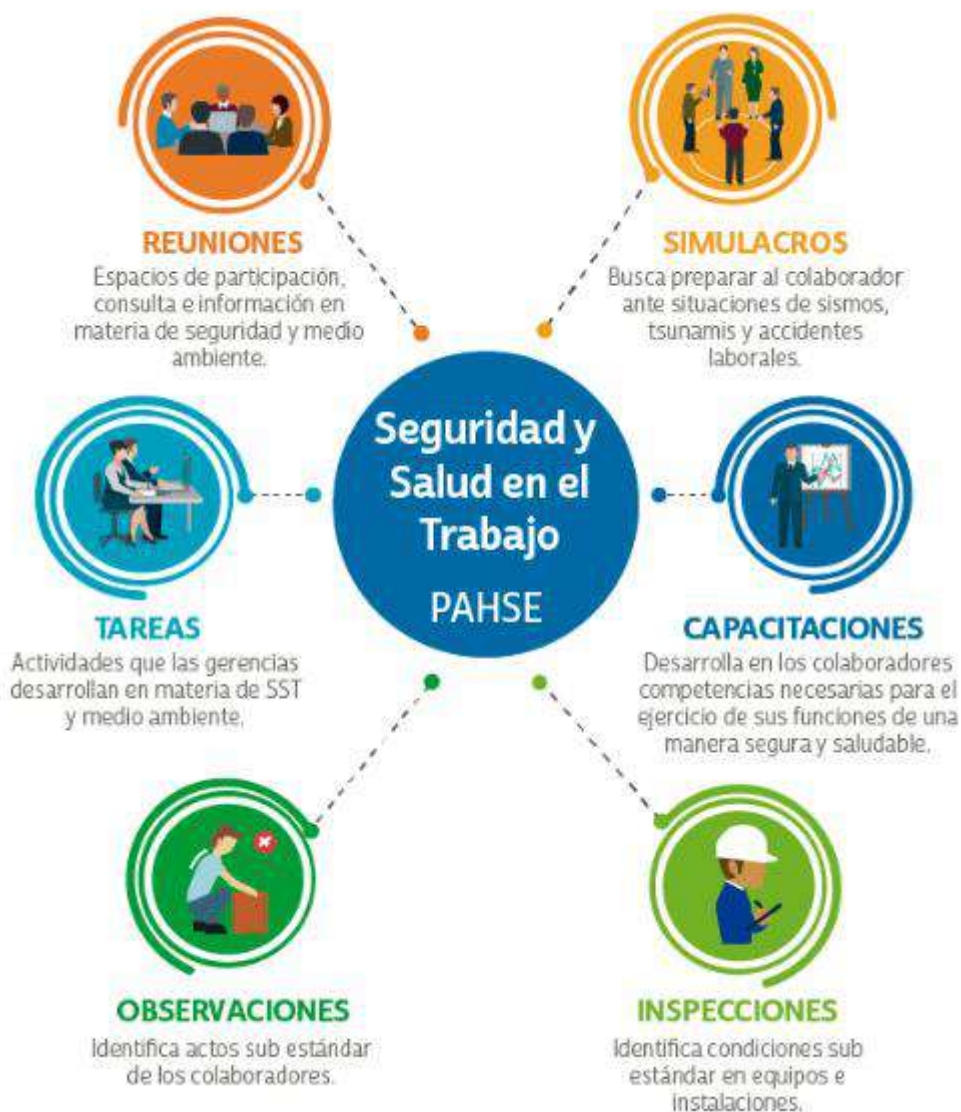 REUNIONES
Espacios de participación,
consulta e información en
materia de seguridad y medio
ambiente.
SIMULACROS
Busca preparar al colaborador
ante situaciones de sismos,
tsunamis y accidentes
laborales.
Seguridad y
Salud en el
Trabajo
PAHSE
TAREAS
Actividades que las gerencias
desarrollan en materia de SST
y medio ambiente.
CAPACITACIONES
Desarrolla en los colaboradores
competencias necesarias para el
ejercicio de sus funciones de una
manera segura y saludable.
OBSERVACIONES
Identifica actos sub estándar
de los colaboradores.
INSPECCIONES
Identifica condiciones sub
estándar en equipos e
instalaciones.